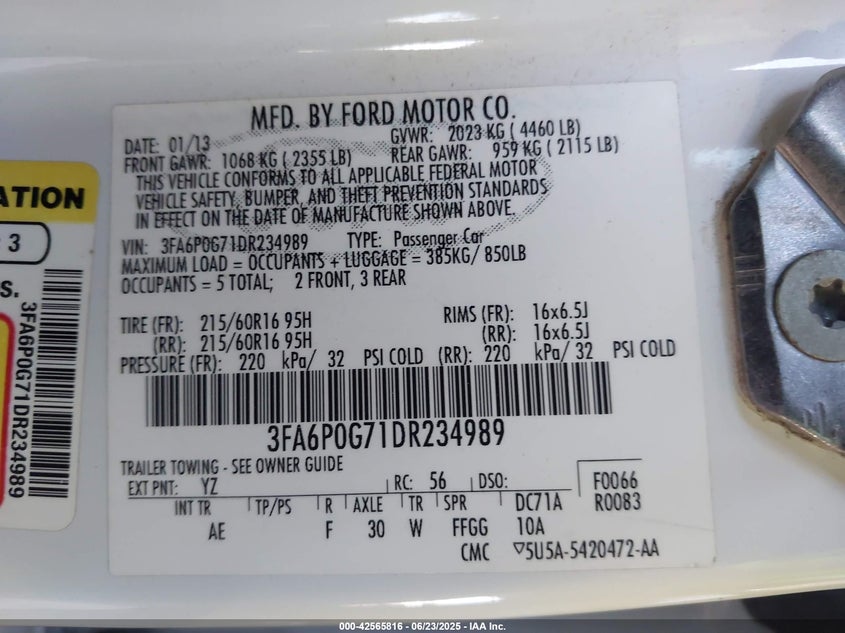 MFD. BY FORD MOTOR CO.
DATE: 01/13 GVWR: 2023 KG ( 4460 LB)
FRONT GAWR: 1068 KG ( 2355 LB) REAR GAWR: 959 KG ( 2115 LB)
THIS VEHICLE CONFORMS TO ALL APPLICABLE FEDERAL MOTOR
VEHICLE SAFETY, BUMPER, AND THEFT PREVENTION STANDARDS
IN EFFECT ON THE DATE OF MANUFACTURE SHOWN ABOVE.
VIN: 3FA6P0G71DR234989 TYPE: Passenger Car
MAXIMUM LOAD = OCCUPANTS + LUGGAGE = 385KG/ 850LB
OCCUPANTS = 5 TOTAL; 2 FRONT, 3 REAR
TIRE (FR): 215/60R16 95H RIMS (FR): 16x6.5J
(RR): 215/60R16 95H (RR): 16x6.5J
PRESSURE (FR): 220 kPa/ 32 PSI COLD (RR): 220 kPa/ 32 PSI COLD
3FA6P0G71DR234989
TRAILER TOWING - SEE OWNER GUIDE
EXT PNT: YZ RC: 56 DSO: F0066
INT TR TP/PS R AXLE TR SPR DC71A R0083
AE F 30 W FFGG 10A
CMC ▽5U5A-5420472-AA
ATION
3
S.
3FA6P0G71DR234989
000-42565816 - 06/23/2025 - IAA Inc.